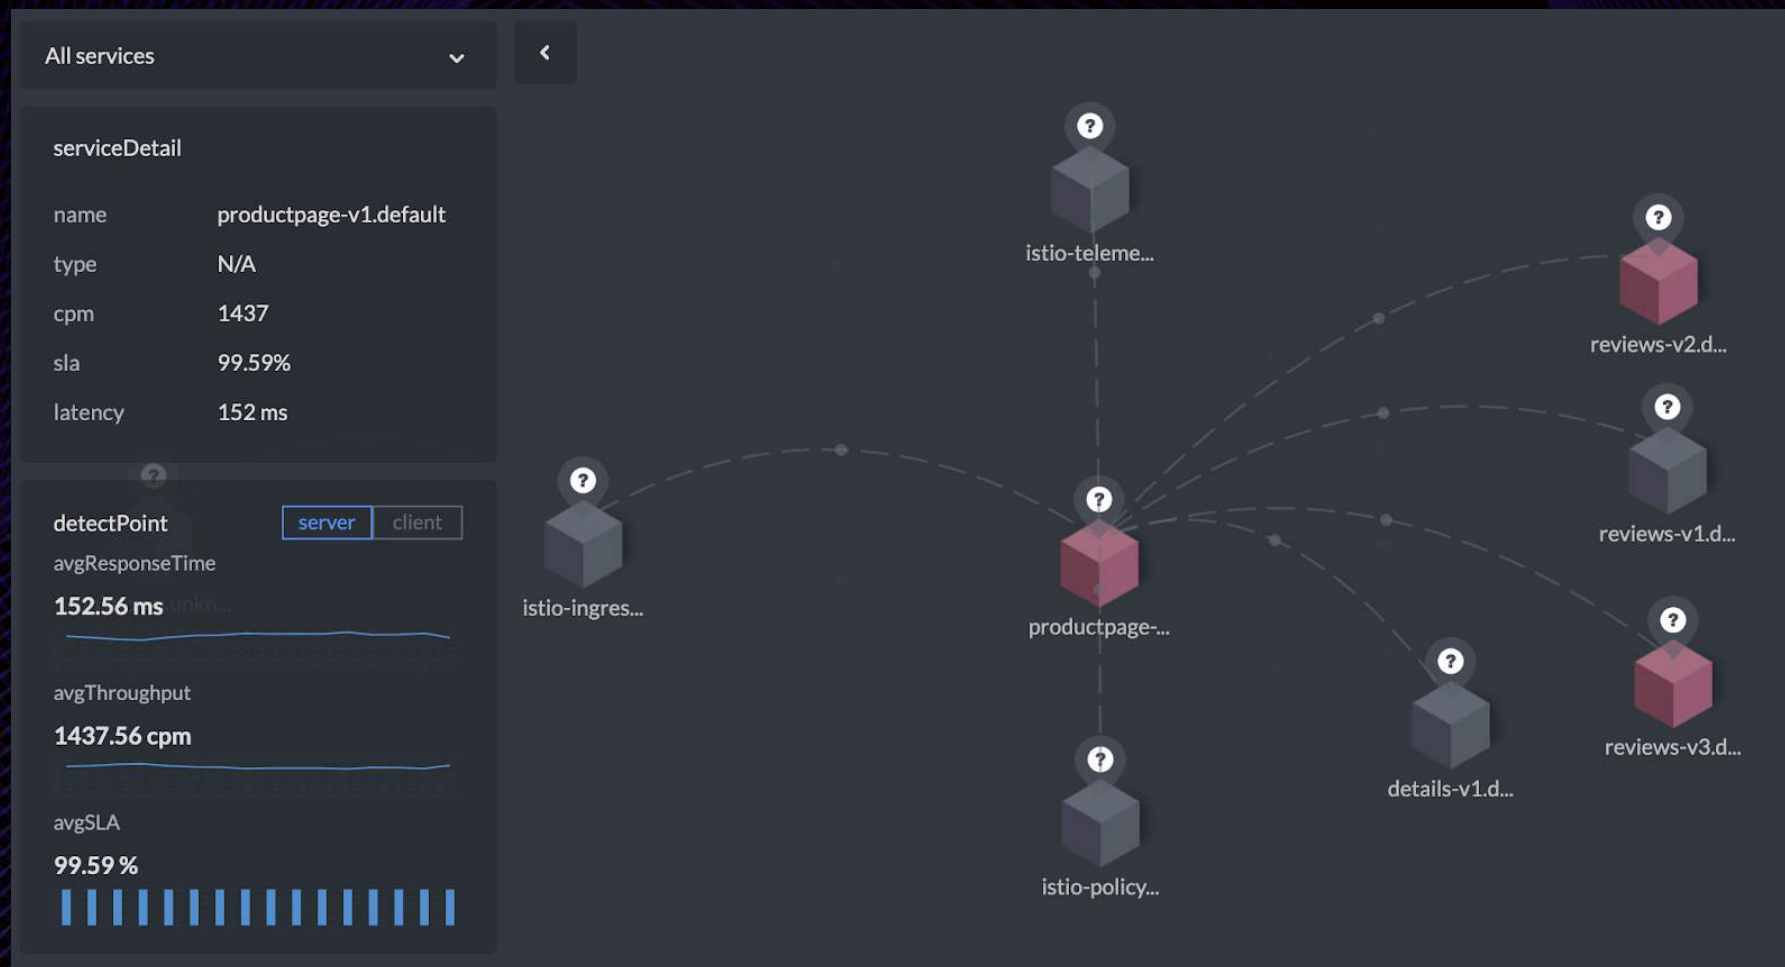 All services
serviceDetail
name productpage-v1.default
type N/A
cpm 1437
sla 99.59%
latency 152 ms
detectPoint server client
avgResponseTime
152.56 ms
unkn...
avgThroughput
1437.56 cpm
avgSLA
99.59 %
?
istio-teleme...
?
reviews-v2.d...
?
reviews-v1.d...
?
istio-ingres...
?
productpage-...
?
reviews-v3.d...
?
details-v1.d...
?
istio-policy...
?